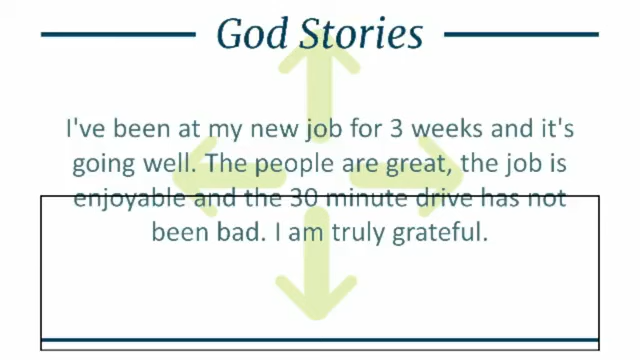 God Stories
I've been at my new job for 3 weeks and it's
going well. The people are great, the job is
enjoyable and the 30 minute drive has not
been bad. I am truly grateful.